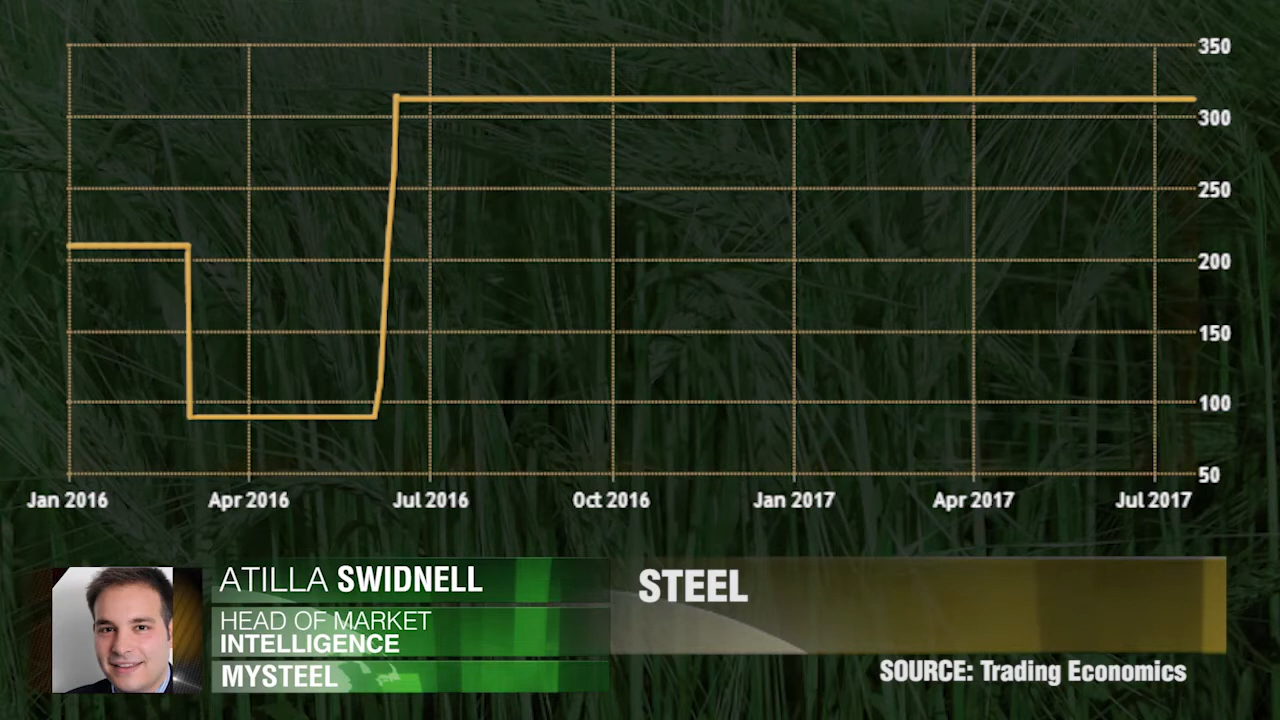 350
300
250
200
150
100
50
Jan 2016 Apr 2016 Jul 2016 Oct 2016 Jan 2017 Apr 2017 Jul 2017
ATILLA SWIDNELL
HEAD OF MARKET
INTELLIGENCE
MYSTEEL
STEEL
SOURCE: Trading Economics